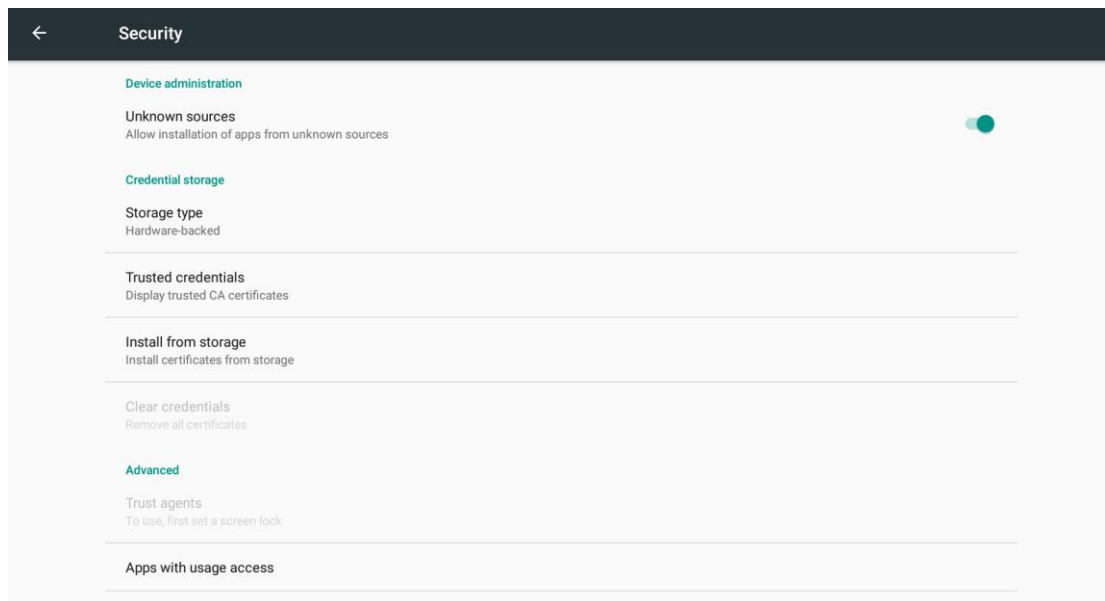 Security
Device administration
Unknown sources
Allow installation of apps from unknown sources
Credential storage
Storage type
Hardware-backed
Trusted credentials
Display trusted CA certificates
Install from storage
Install certificates from storage
Clear credentials
Remove all certificates
Advanced
Trust agents
To use, first set a screen lock
Apps with usage access